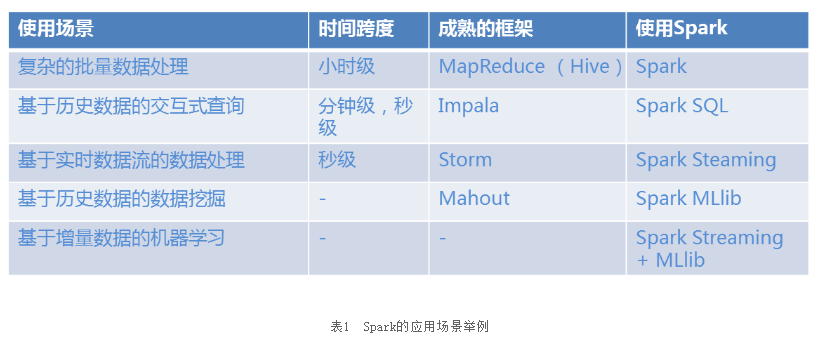 使用场景 时间跨度 成熟的框架 使用Spark
复杂的批量数据处理 小时级 MapReduce（Hive） Spark
基于历史数据的交互式查询 分钟级，秒级 Impala Spark SQL
基于实时数据流的数据处理 秒级 Storm Spark Steaming
基于历史数据的数据挖掘 - Mahout Spark MLlib
基于增量数据的机器学习 - - Spark Streaming + MLlib
表1 Spark的应用场景举例